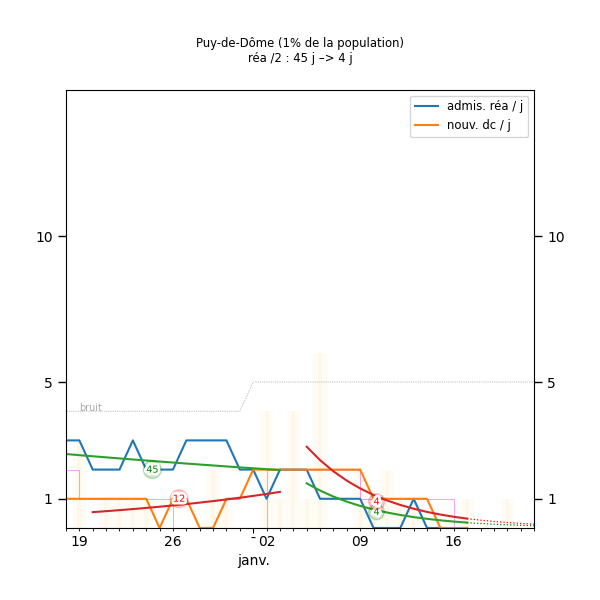 Puy-de-Dôme (1% de la population)
réa /2 : 45 j –> 4 j
admis. réa / j
nouv. dc / j
10 10
5 5
bruit
45
12
4
4
1 1
19 26 02 09 16
janv.